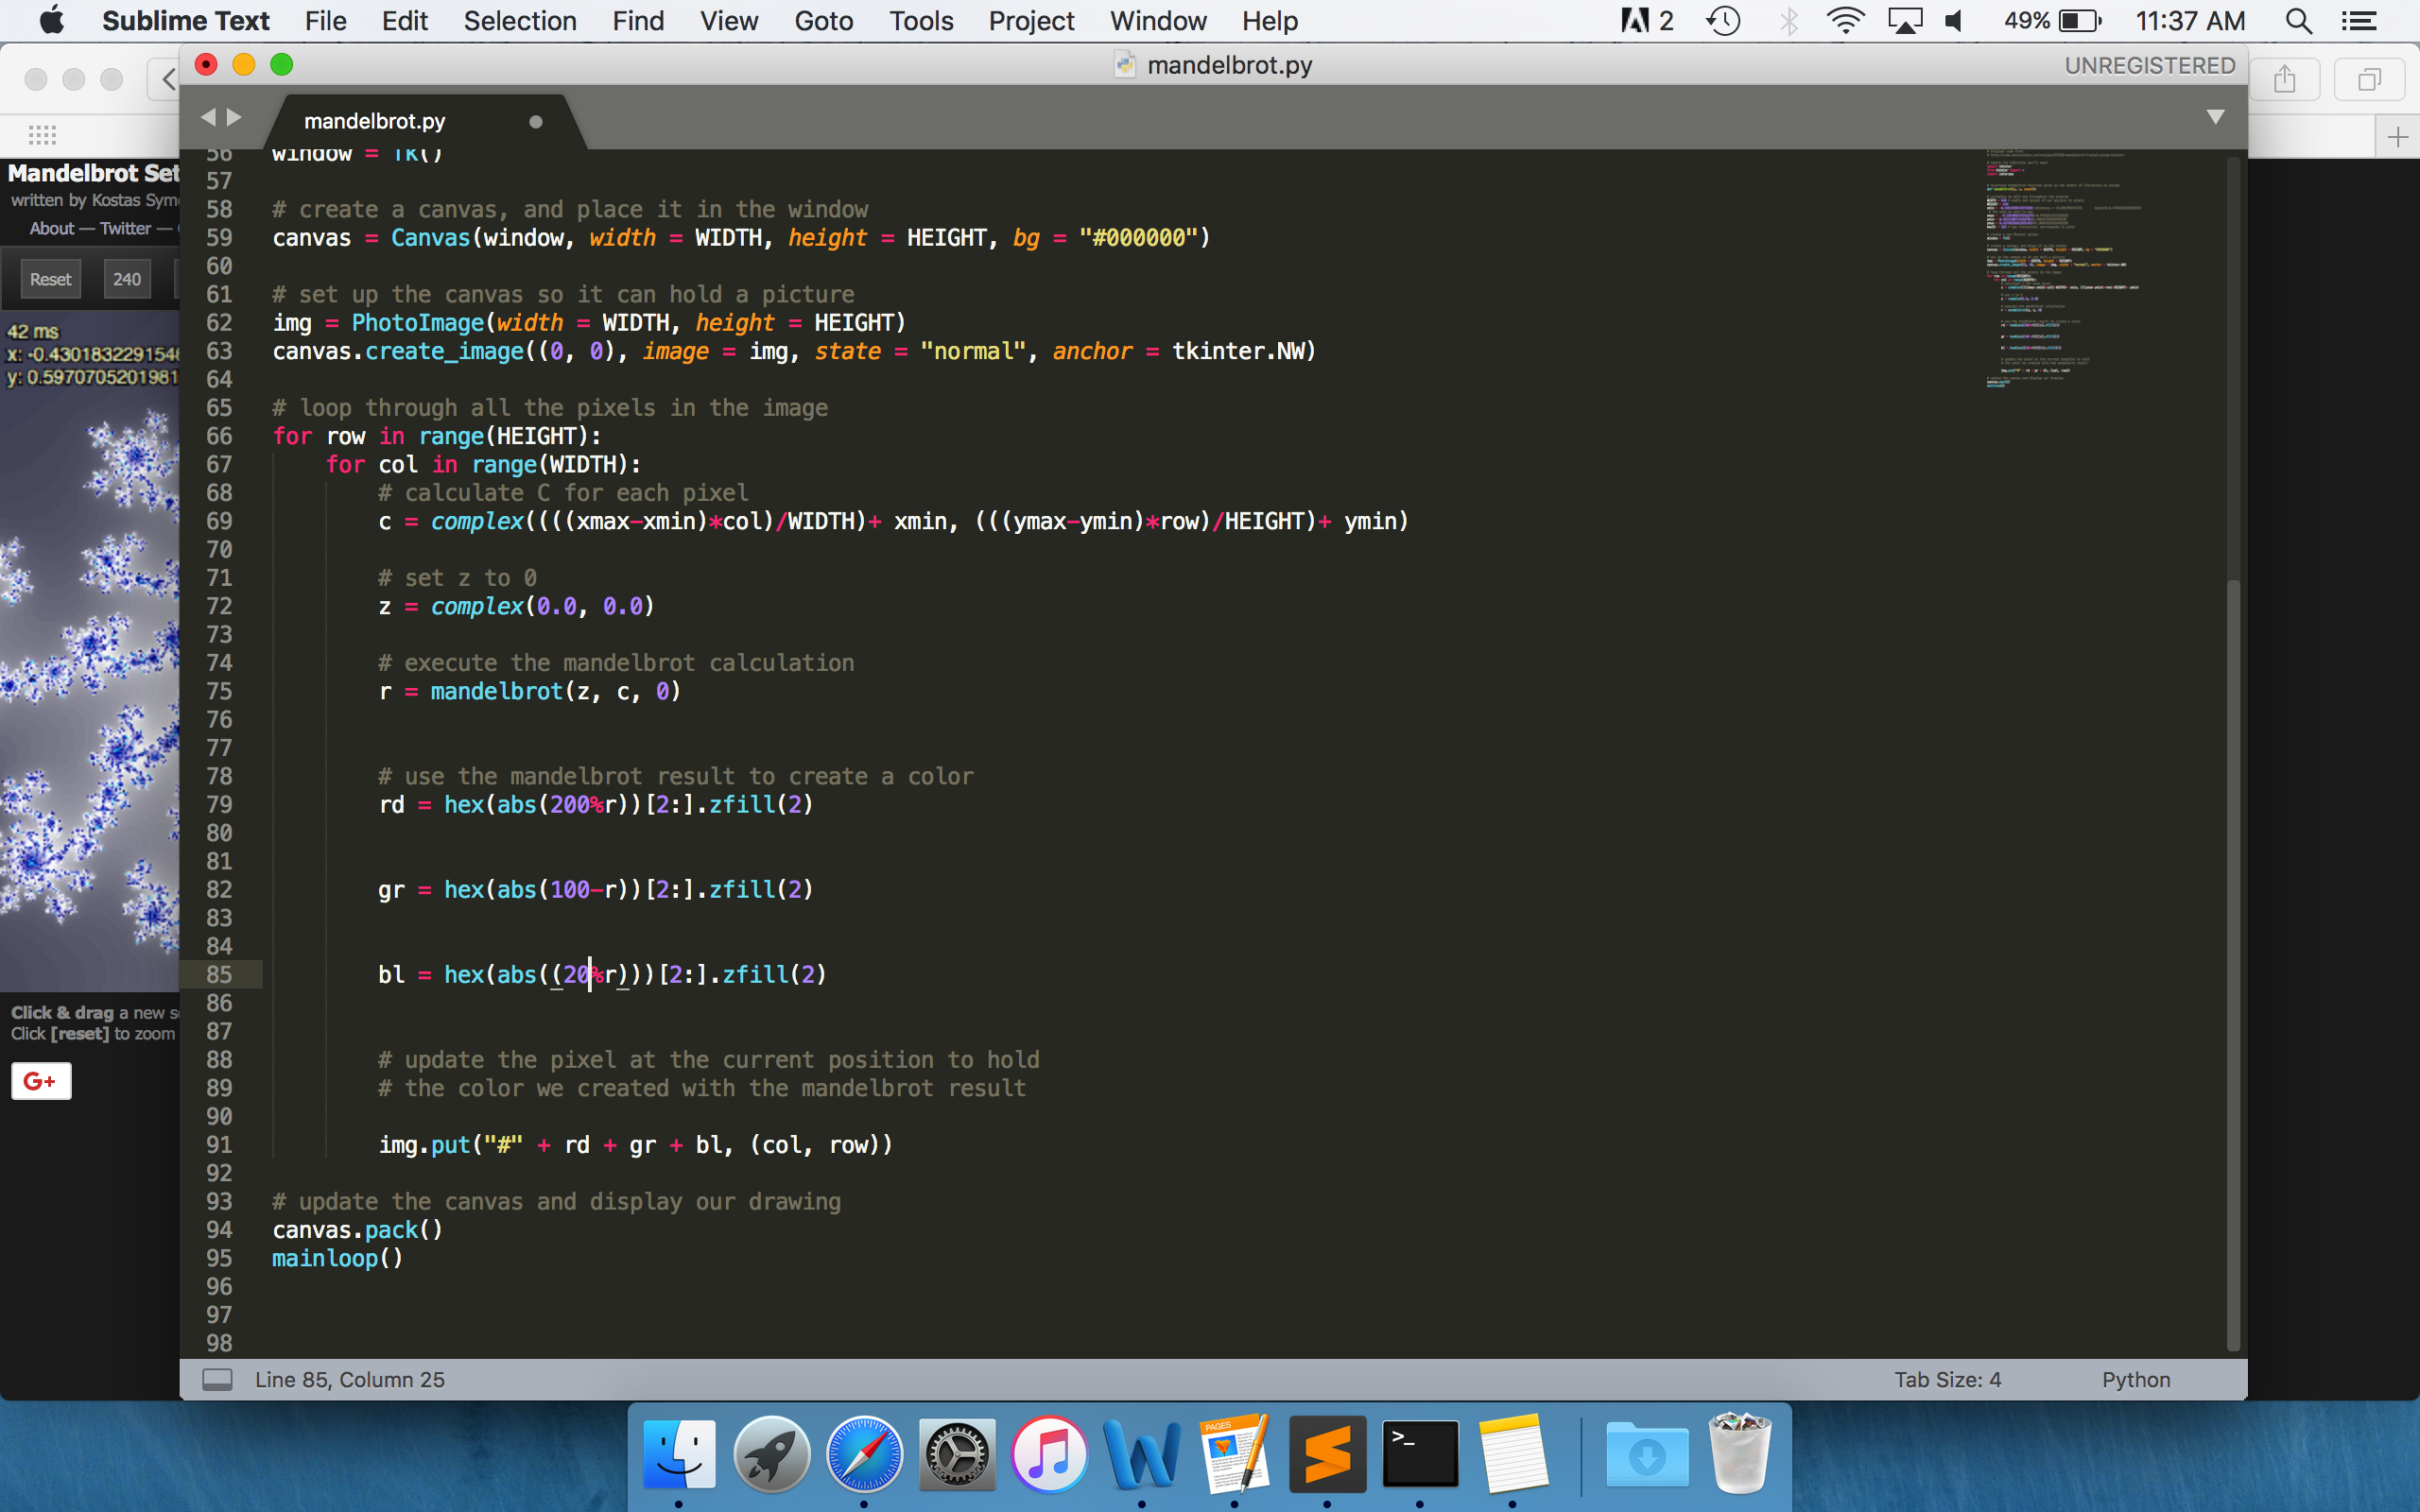 Sublime Text File Edit Selection Find View Goto Tools Project Window Help 2 49% 11:37 AM
mandelbrot.py UNREGISTERED
mandelbrot.py
Mandelbrot Set
written by Kostas Sym
About — Twitter —
Reset 240
42 ms
x: -0.4301832291548
y: 0.5970705201981
Click & drag a new s
Click [reset] to zoom
G+
56 window = Tk()
57
58 # create a canvas, and place it in the window
59 canvas = Canvas(window, width = WIDTH, height = HEIGHT, bg = "#000000")
60
61 # set up the canvas so it can hold a picture
62 img = PhotoImage(width = WIDTH, height = HEIGHT)
63 canvas.create_image((0, 0), image = img, state = "normal", anchor = tkinter.NW)
64
65 # loop through all the pixels in the image
66 for row in range(HEIGHT):
67 for col in range(WIDTH):
68 # calculate C for each pixel
69 c = complex((((xmax-xmin)*col)/WIDTH)+ xmin, (((ymax-ymin)*row)/HEIGHT)+ ymin)
70
71 # set z to 0
72 z = complex(0.0, 0.0)
73
74 # execute the mandelbrot calculation
75 r = mandelbrot(z, c, 0)
76
77
78 # use the mandelbrot result to create a color
79 rd = hex(abs(200%r))[2:].zfill(2)
80
81
82 gr = hex(abs(100-r))[2:].zfill(2)
83
84
85 bl = hex(abs((20%r)))[2:].zfill(2)
86
87
88 # update the pixel at the current position to hold
89 # the color we created with the mandelbrot result
90
91 img.put("#" + rd + gr + bl, (col, row))
92
93 # update the canvas and display our drawing
94 canvas.pack()
95 mainloop()
96
97
98
Line 85, Column 25 Tab Size: 4 Python
PAGES
>_